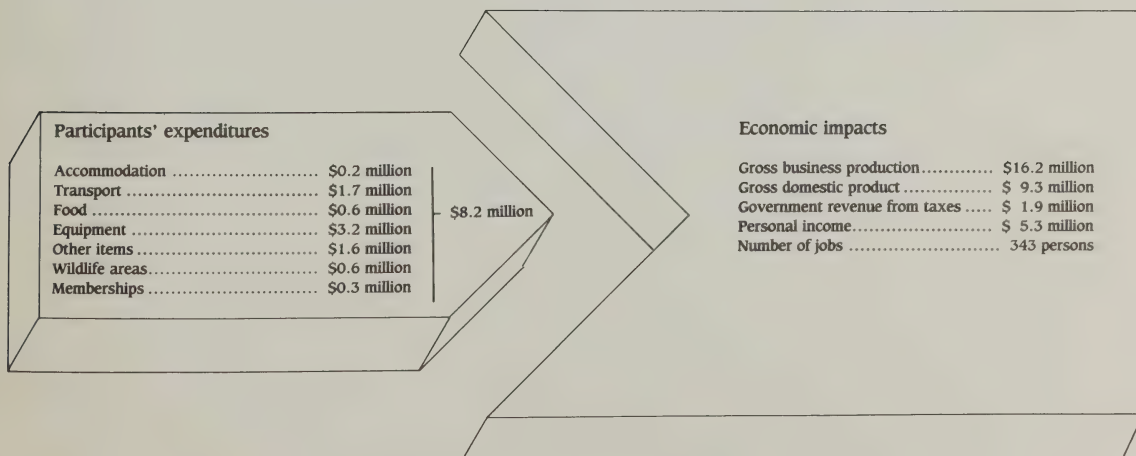 Participants' expenditures
Accommodation ............................ $0.2 million
Transport .................................... $1.7 million
Food ........................................... $0.6 million
Equipment .................................. $3.2 million
Other items ................................. $1.6 million
Wildlife areas ............................... $0.6 million
Memberships ............................... $0.3 million
$8.2 million
Economic impacts
Gross business production............. $16.2 million
Gross domestic product ................ $ 9.3 million
Government revenue from taxes ..... $ 1.9 million
Personal income.......................... $ 5.3 million
Number of jobs ............................ 343 persons